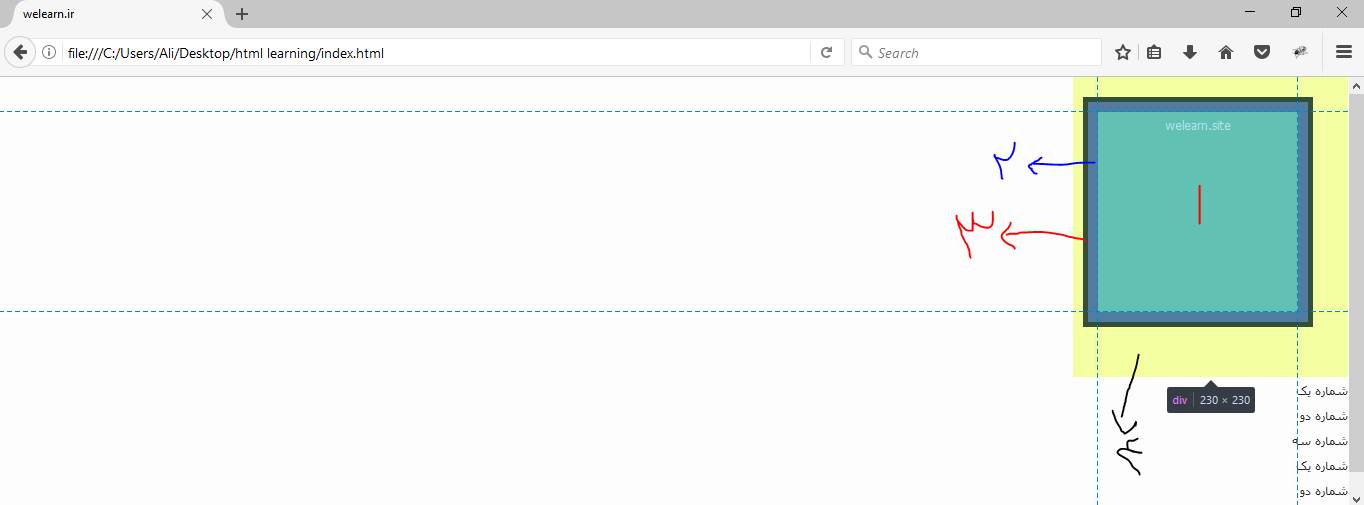 welearn.ir
file:///C:/Users/Ali/Desktop/html learning/index.html
Search
welearn.site
۱
۲
۳
۴
div 230 × 230
شماره یک
شماره دو
شماره سه
شماره یک
شماره دو